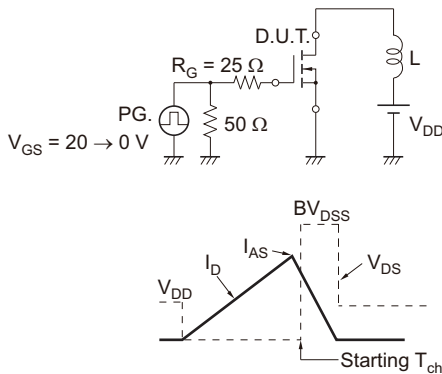 D.U.T.
R_G = 25 Ω
L
PG.
50 Ω
V_DD
V_GS = 20 → 0 V
BV_DSS
I_AS
V_DD
I_D
V_DS
Starting T_ch